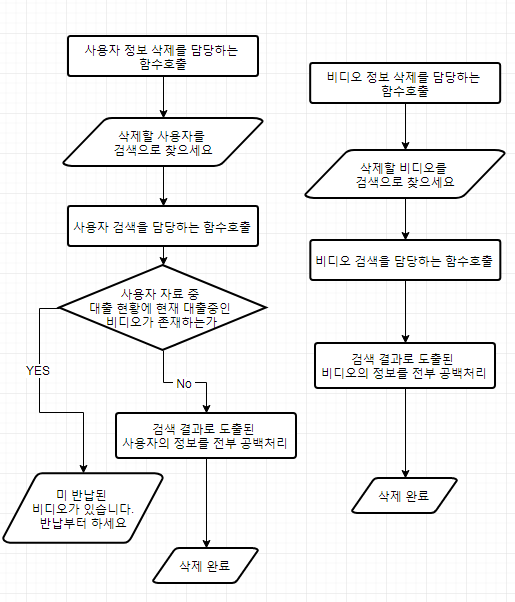 사용자 정보 삭제를 담당하는
함수호출
삭제할 사용자를
검색으로 찾으세요
사용자 검색을 담당하는 함수호출
사용자 자료 중
대출 현황에 현재 대출중인
비디오가 존재하는가
YES
No
검색 결과로 도출된
사용자의 정보를 전부 공백처리
미 반납된
비디오가 있습니다.
반납부터 하세요
삭제 완료
비디오 정보 삭제를 담당하는
함수호출
삭제할 비디오를
검색으로 찾으세요
비디오 검색을 담당하는 함수호출
검색 결과로 도출된
비디오의 정보를 전부 공백처리
삭제 완료